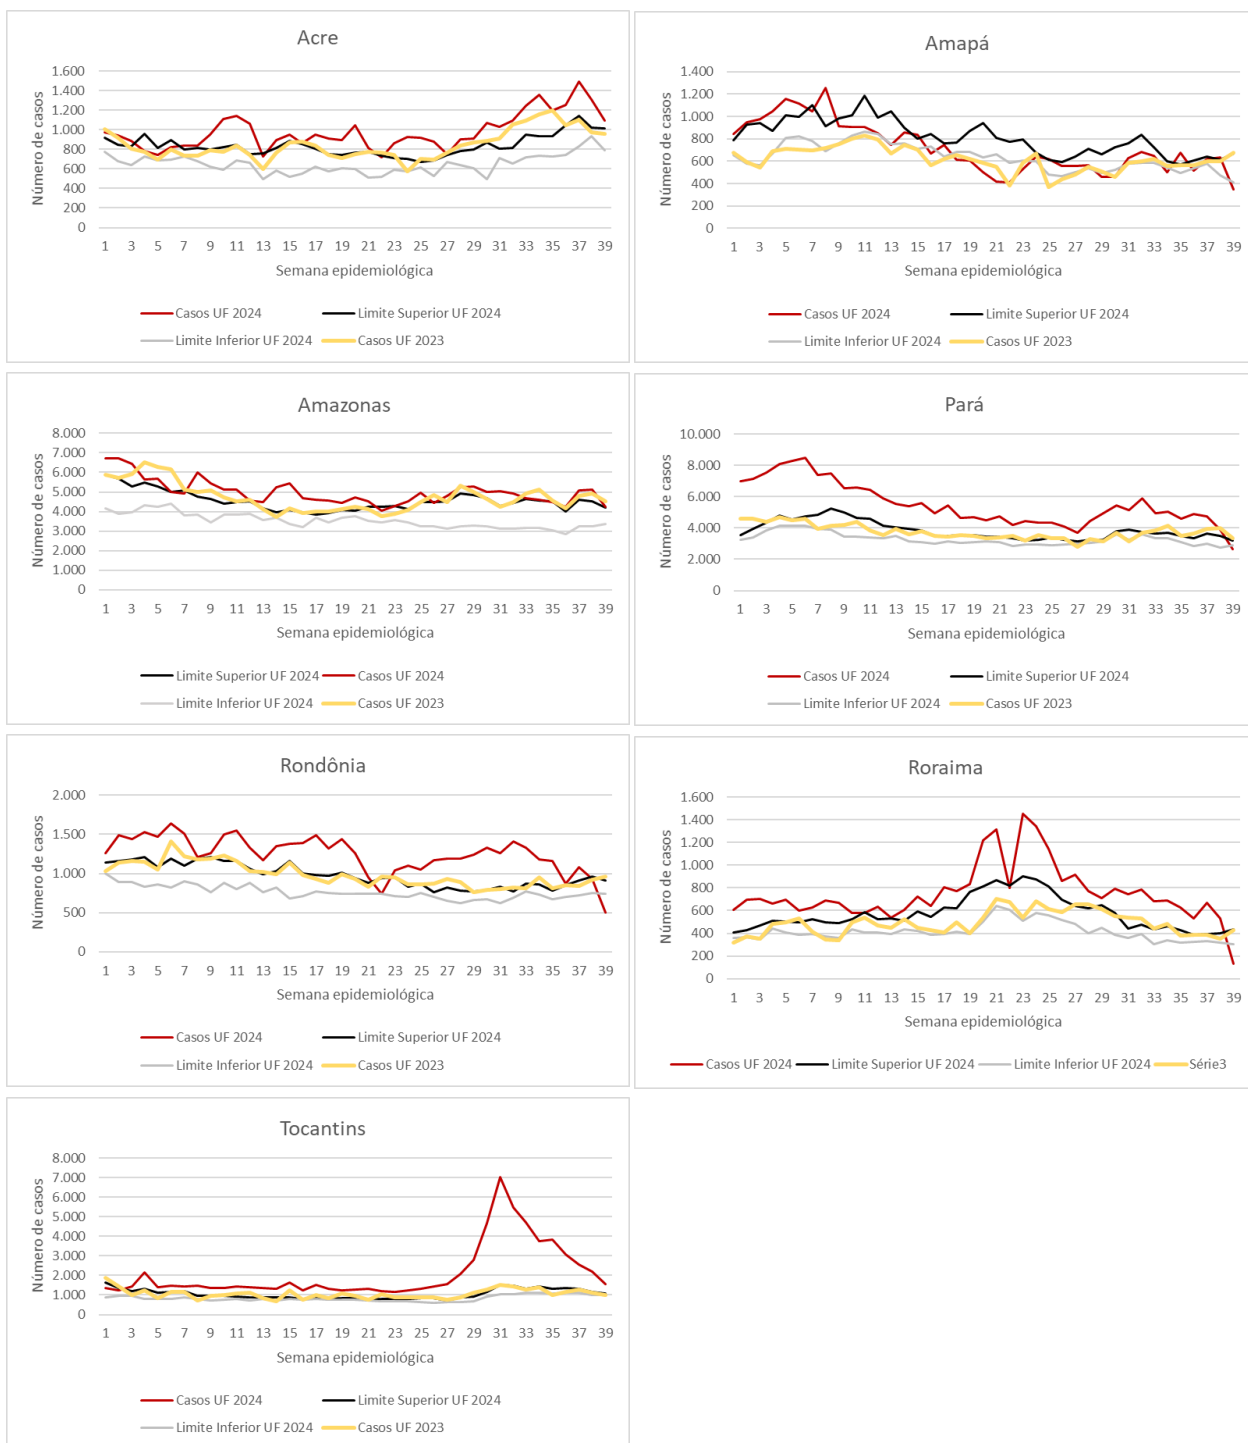 Acre
Número de casos
1.600
1.400
1.200
1.000
800
600
400
200
0
1 3 5 7 9 11 13 15 17 19 21 23 25 27 29 31 33 35 37 39
Semana epidemiológica
Casos UF 2024 Limite Superior UF 2024
Limite Inferior UF 2024 Casos UF 2023
Amapá
Número de casos
1.400
1.200
1.000
800
600
400
200
0
1 3 5 7 9 11 13 15 17 19 21 23 25 27 29 31 33 35 37 39
Semana epidemiológica
Casos UF 2024 Limite Superior UF 2024
Limite Inferior UF 2024 Casos UF 2023
Amazonas
Número de casos
8.000
7.000
6.000
5.000
4.000
3.000
2.000
1.000
0
1 3 5 7 9 11 13 15 17 19 21 23 25 27 29 31 33 35 37 39
Semana epidemiológica
Limite Superior UF 2024 Casos UF 2024
Limite Inferior UF 2024 Casos UF 2023
Pará
Número de casos
10.000
8.000
6.000
4.000
2.000
0
1 3 5 7 9 11 13 15 17 19 21 23 25 27 29 31 33 35 37 39
Semana epidemiológica
Casos UF 2024 Limite Superior UF 2024
Limite Inferior UF 2024 Casos UF 2023
Rondônia
Número de casos
2.000
1.500
1.000
500
0
1 3 5 7 9 11 13 15 17 19 21 23 25 27 29 31 33 35 37 39
Semana epidemiológica
Casos UF 2024 Limite Superior UF 2024
Limite Inferior UF 2024 Casos UF 2023
Roraima
Número de casos
1.600
1.400
1.200
1.000
800
600
400
200
0
1 3 5 7 9 11 13 15 17 19 21 23 25 27 29 31 33 35 37 39
Semana epidemiológica
Casos UF 2024 Limite Superior UF 2024 Limite Inferior UF 2024 Série3
Tocantins
Número de casos
8.000
7.000
6.000
5.000
4.000
3.000
2.000
1.000
0
1 3 5 7 9 11 13 15 17 19 21 23 25 27 29 31 33 35 37 39
Semana epidemiológica
Casos UF 2024 Limite Superior UF 2024
Limite Inferior UF 2024 Casos UF 2023